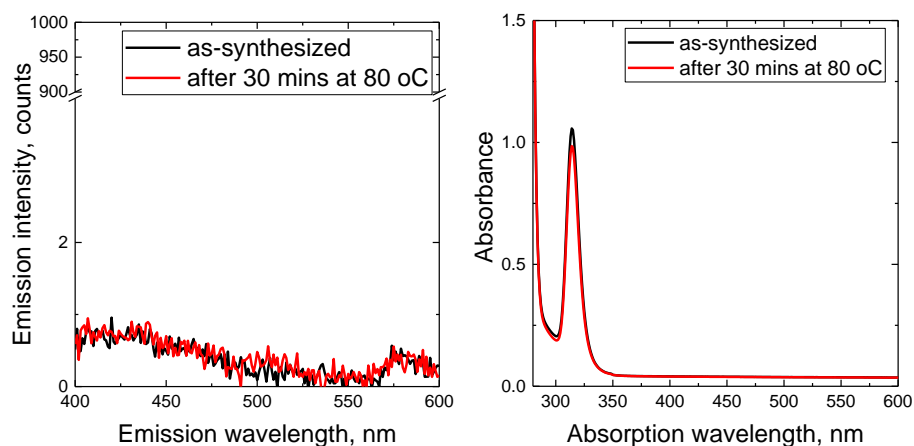 1000
950
900
2
0
400
450
500
550
600
Emission intensity, counts
Emission wavelength, nm
as-synthesized
after 30 mins at 80 oC
1.5
1.0
0.5
0.0
300
350
400
450
500
550
600
Absorbance
Absorption wavelength, nm
as-synthesized
after 30 mins at 80 oC